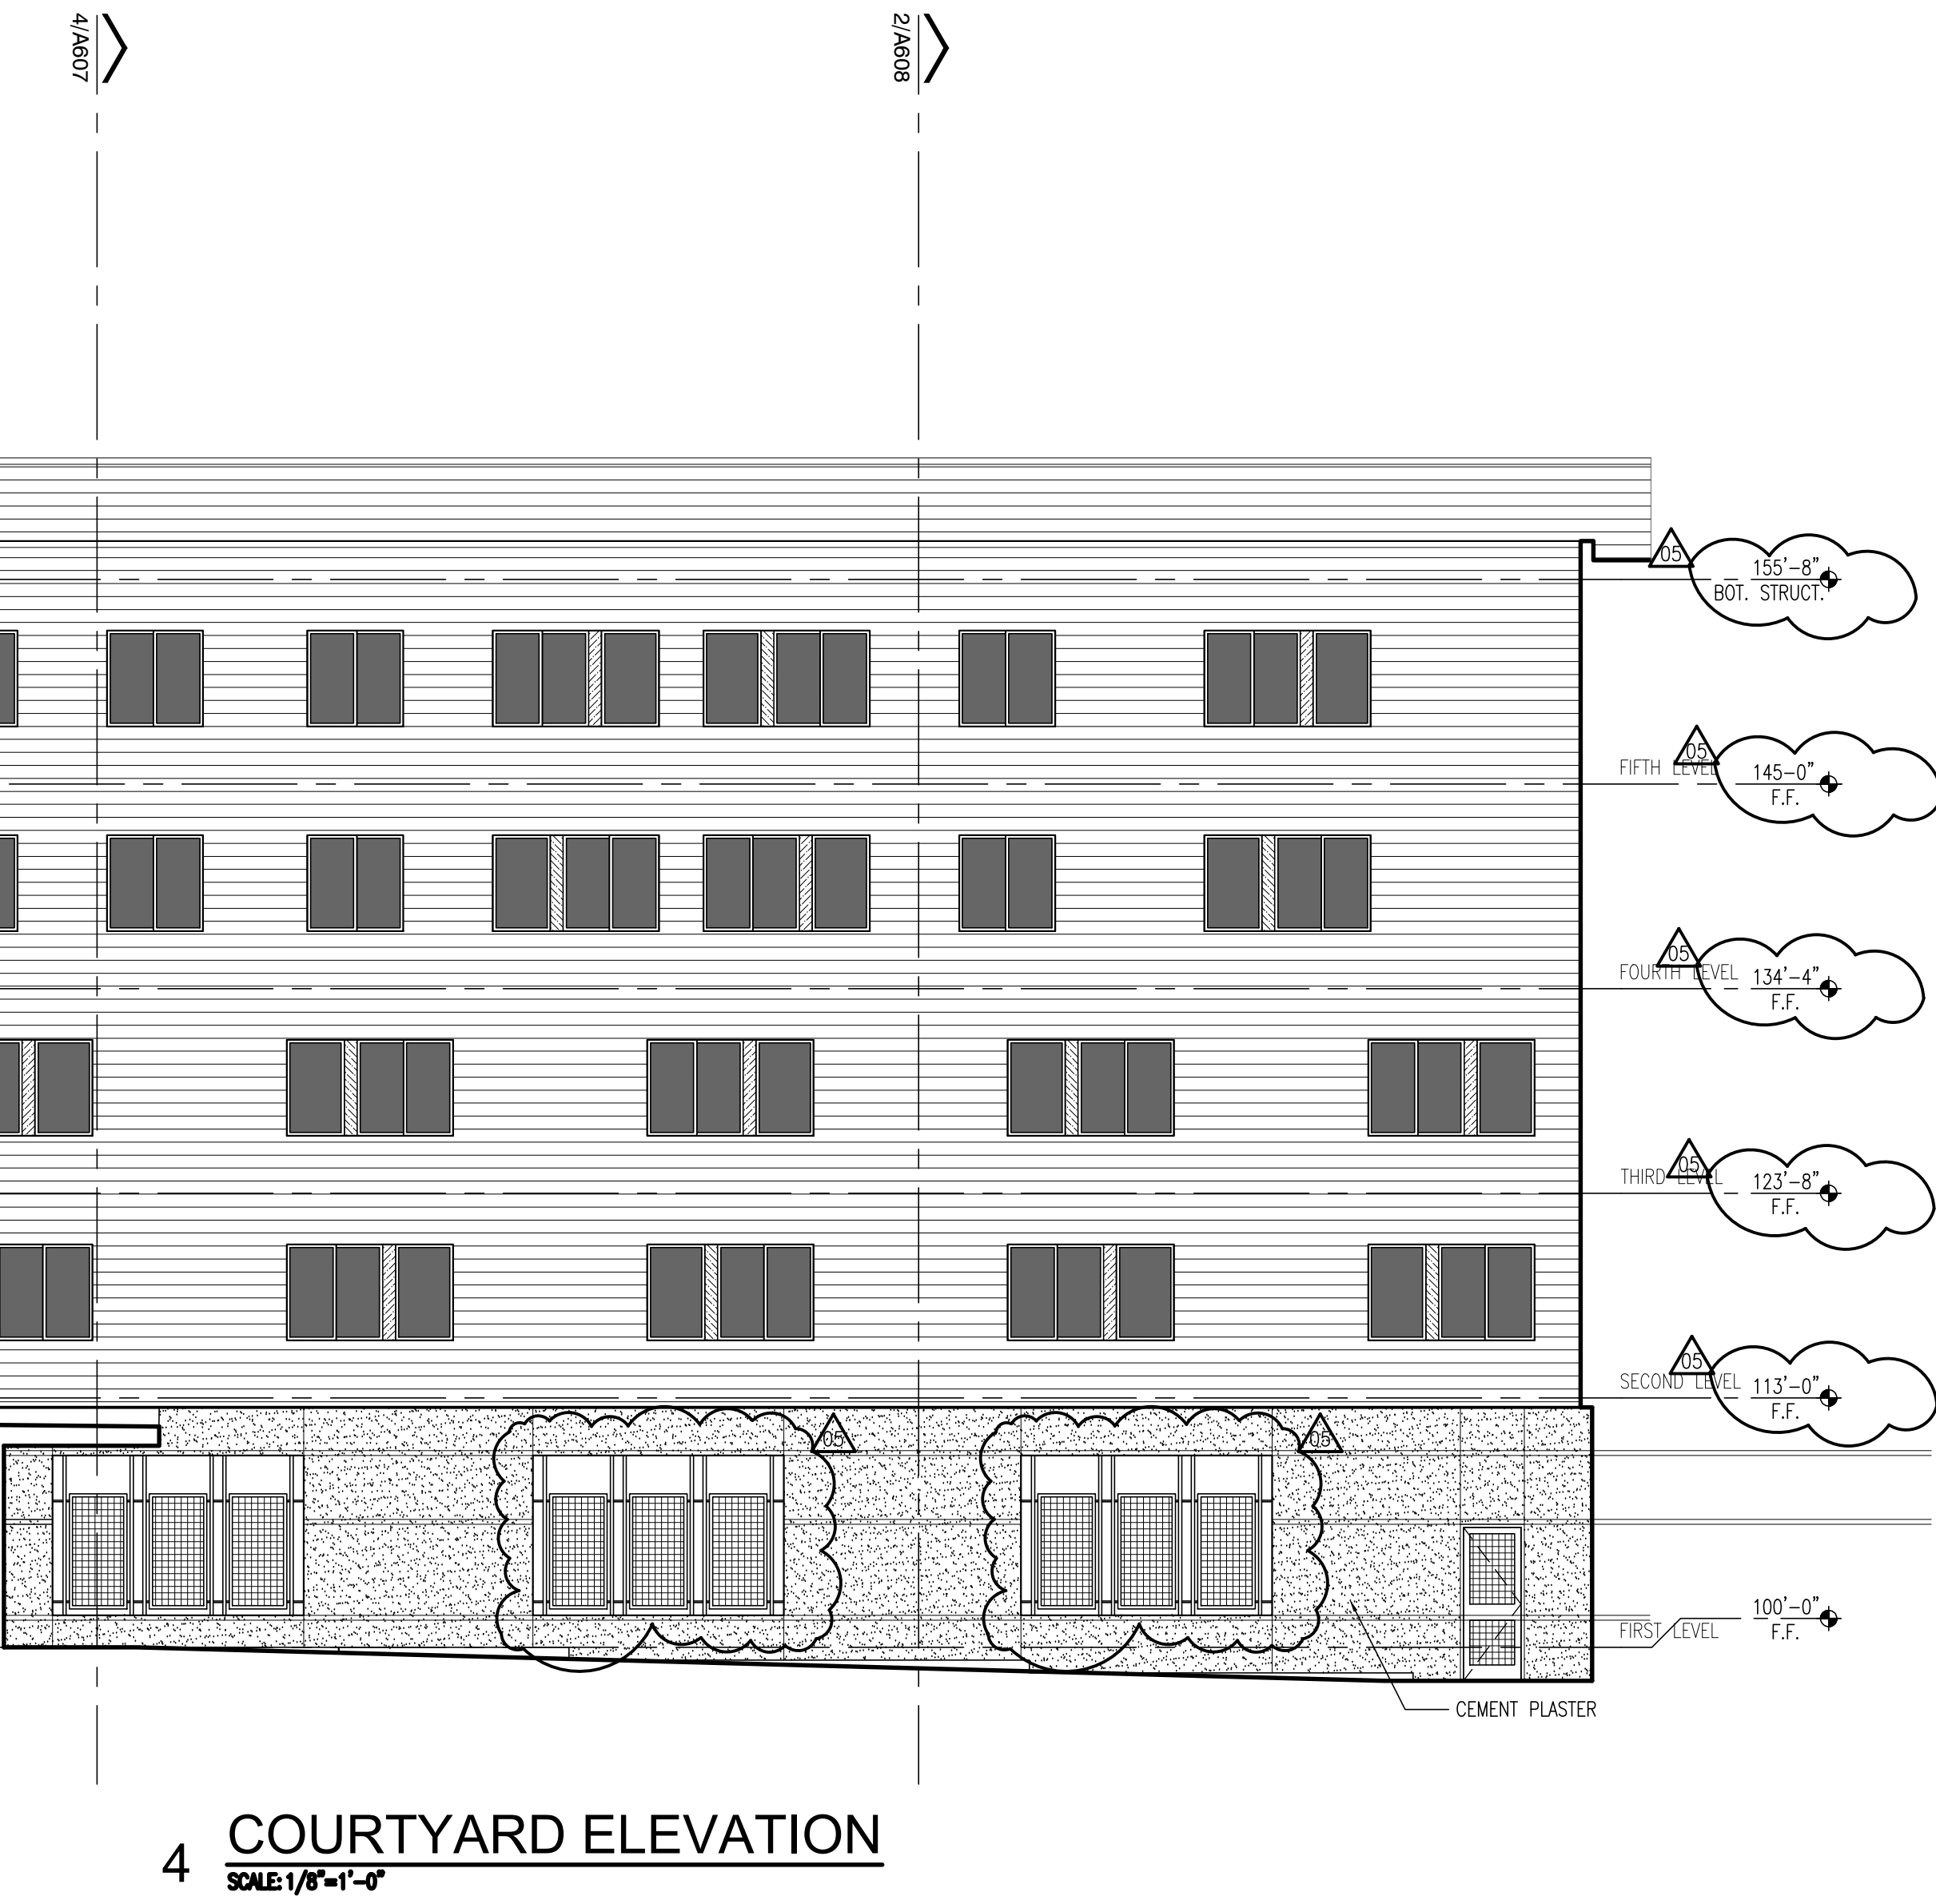 4/A607
2/A608
05
155'-8"
BOT. STRUCT.
05
FIFTH LEVEL
145-0"
F.F.
05
FOURTH LEVEL
134'-4"
F.F.
05
THIRD LEVEL
123'-8"
F.F.
05
SECOND LEVEL
113'-0"
F.F.
05
05
100'-0"
FIRST LEVEL
F.F.
CEMENT PLASTER
4 COURTYARD ELEVATION
SCALE: 1/8"=1'-0"